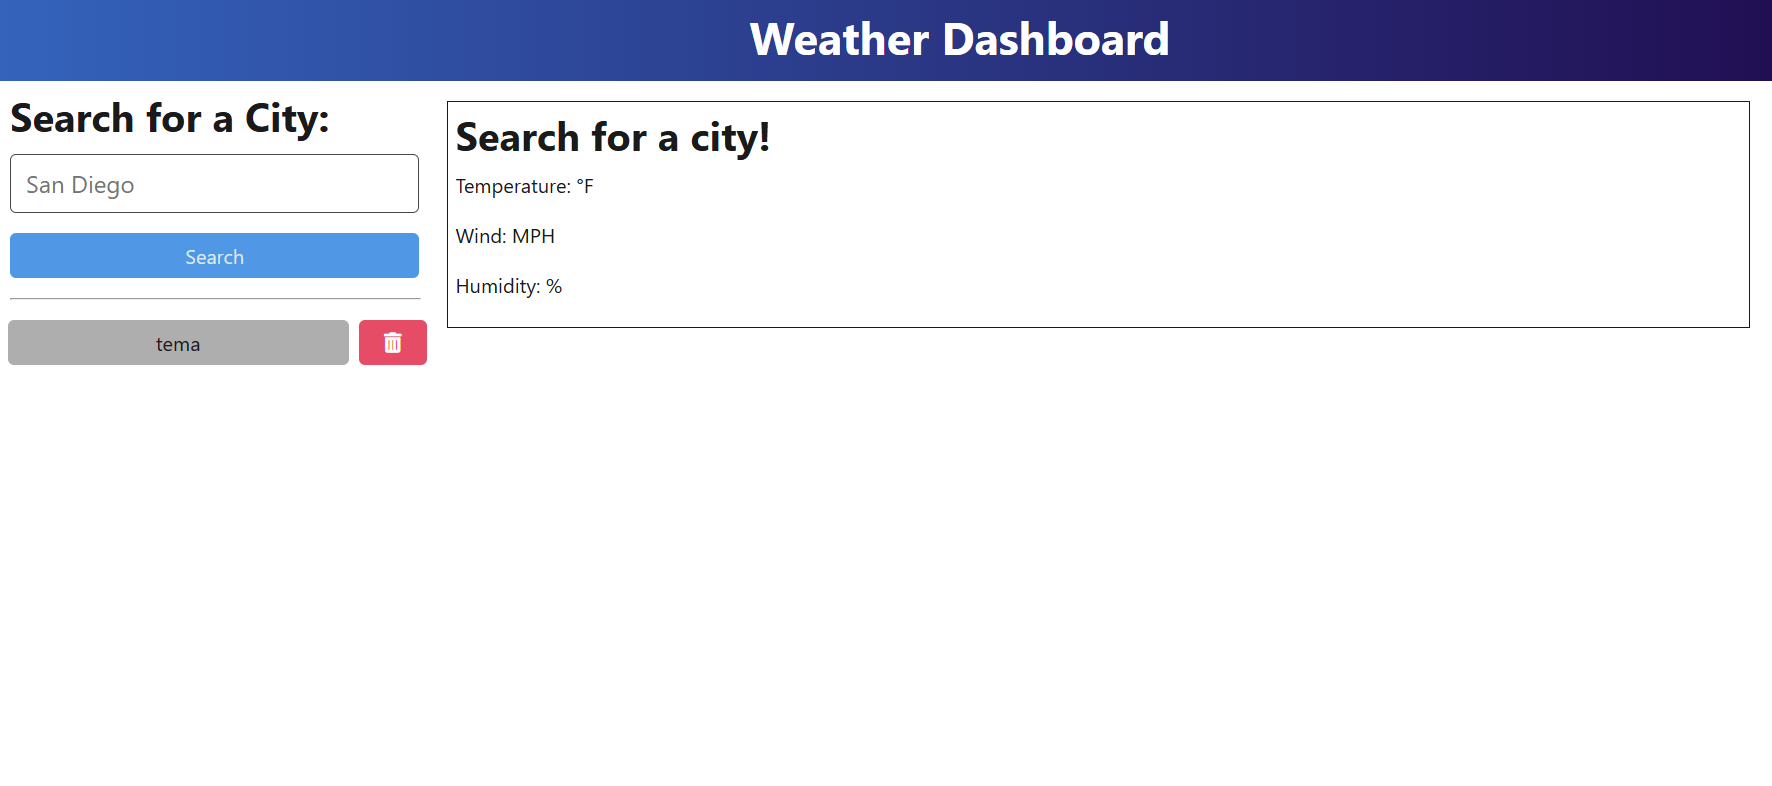 Weather Dashboard
Search for a City:
San Diego
Search
tema
Search for a city!
Temperature: °F
Wind: MPH
Humidity: %